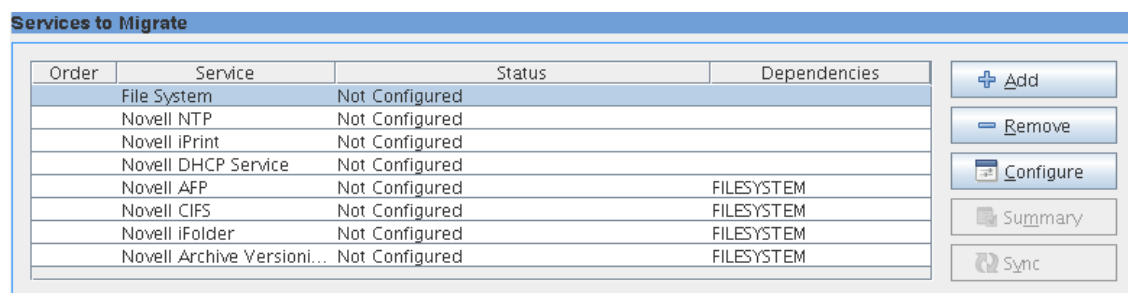 Services to Migrate
Order Service Status Dependencies
File System Not Configured
Novell NTP Not Configured
Novell iPrint Not Configured
Novell DHCP Service Not Configured
Novell AFP Not Configured FILESYSTEM
Novell CIFS Not Configured FILESYSTEM
Novell iFolder Not Configured FILESYSTEM
Novell Archive Versioni... Not Configured FILESYSTEM
Add
Remove
Configure
Summary
Sync